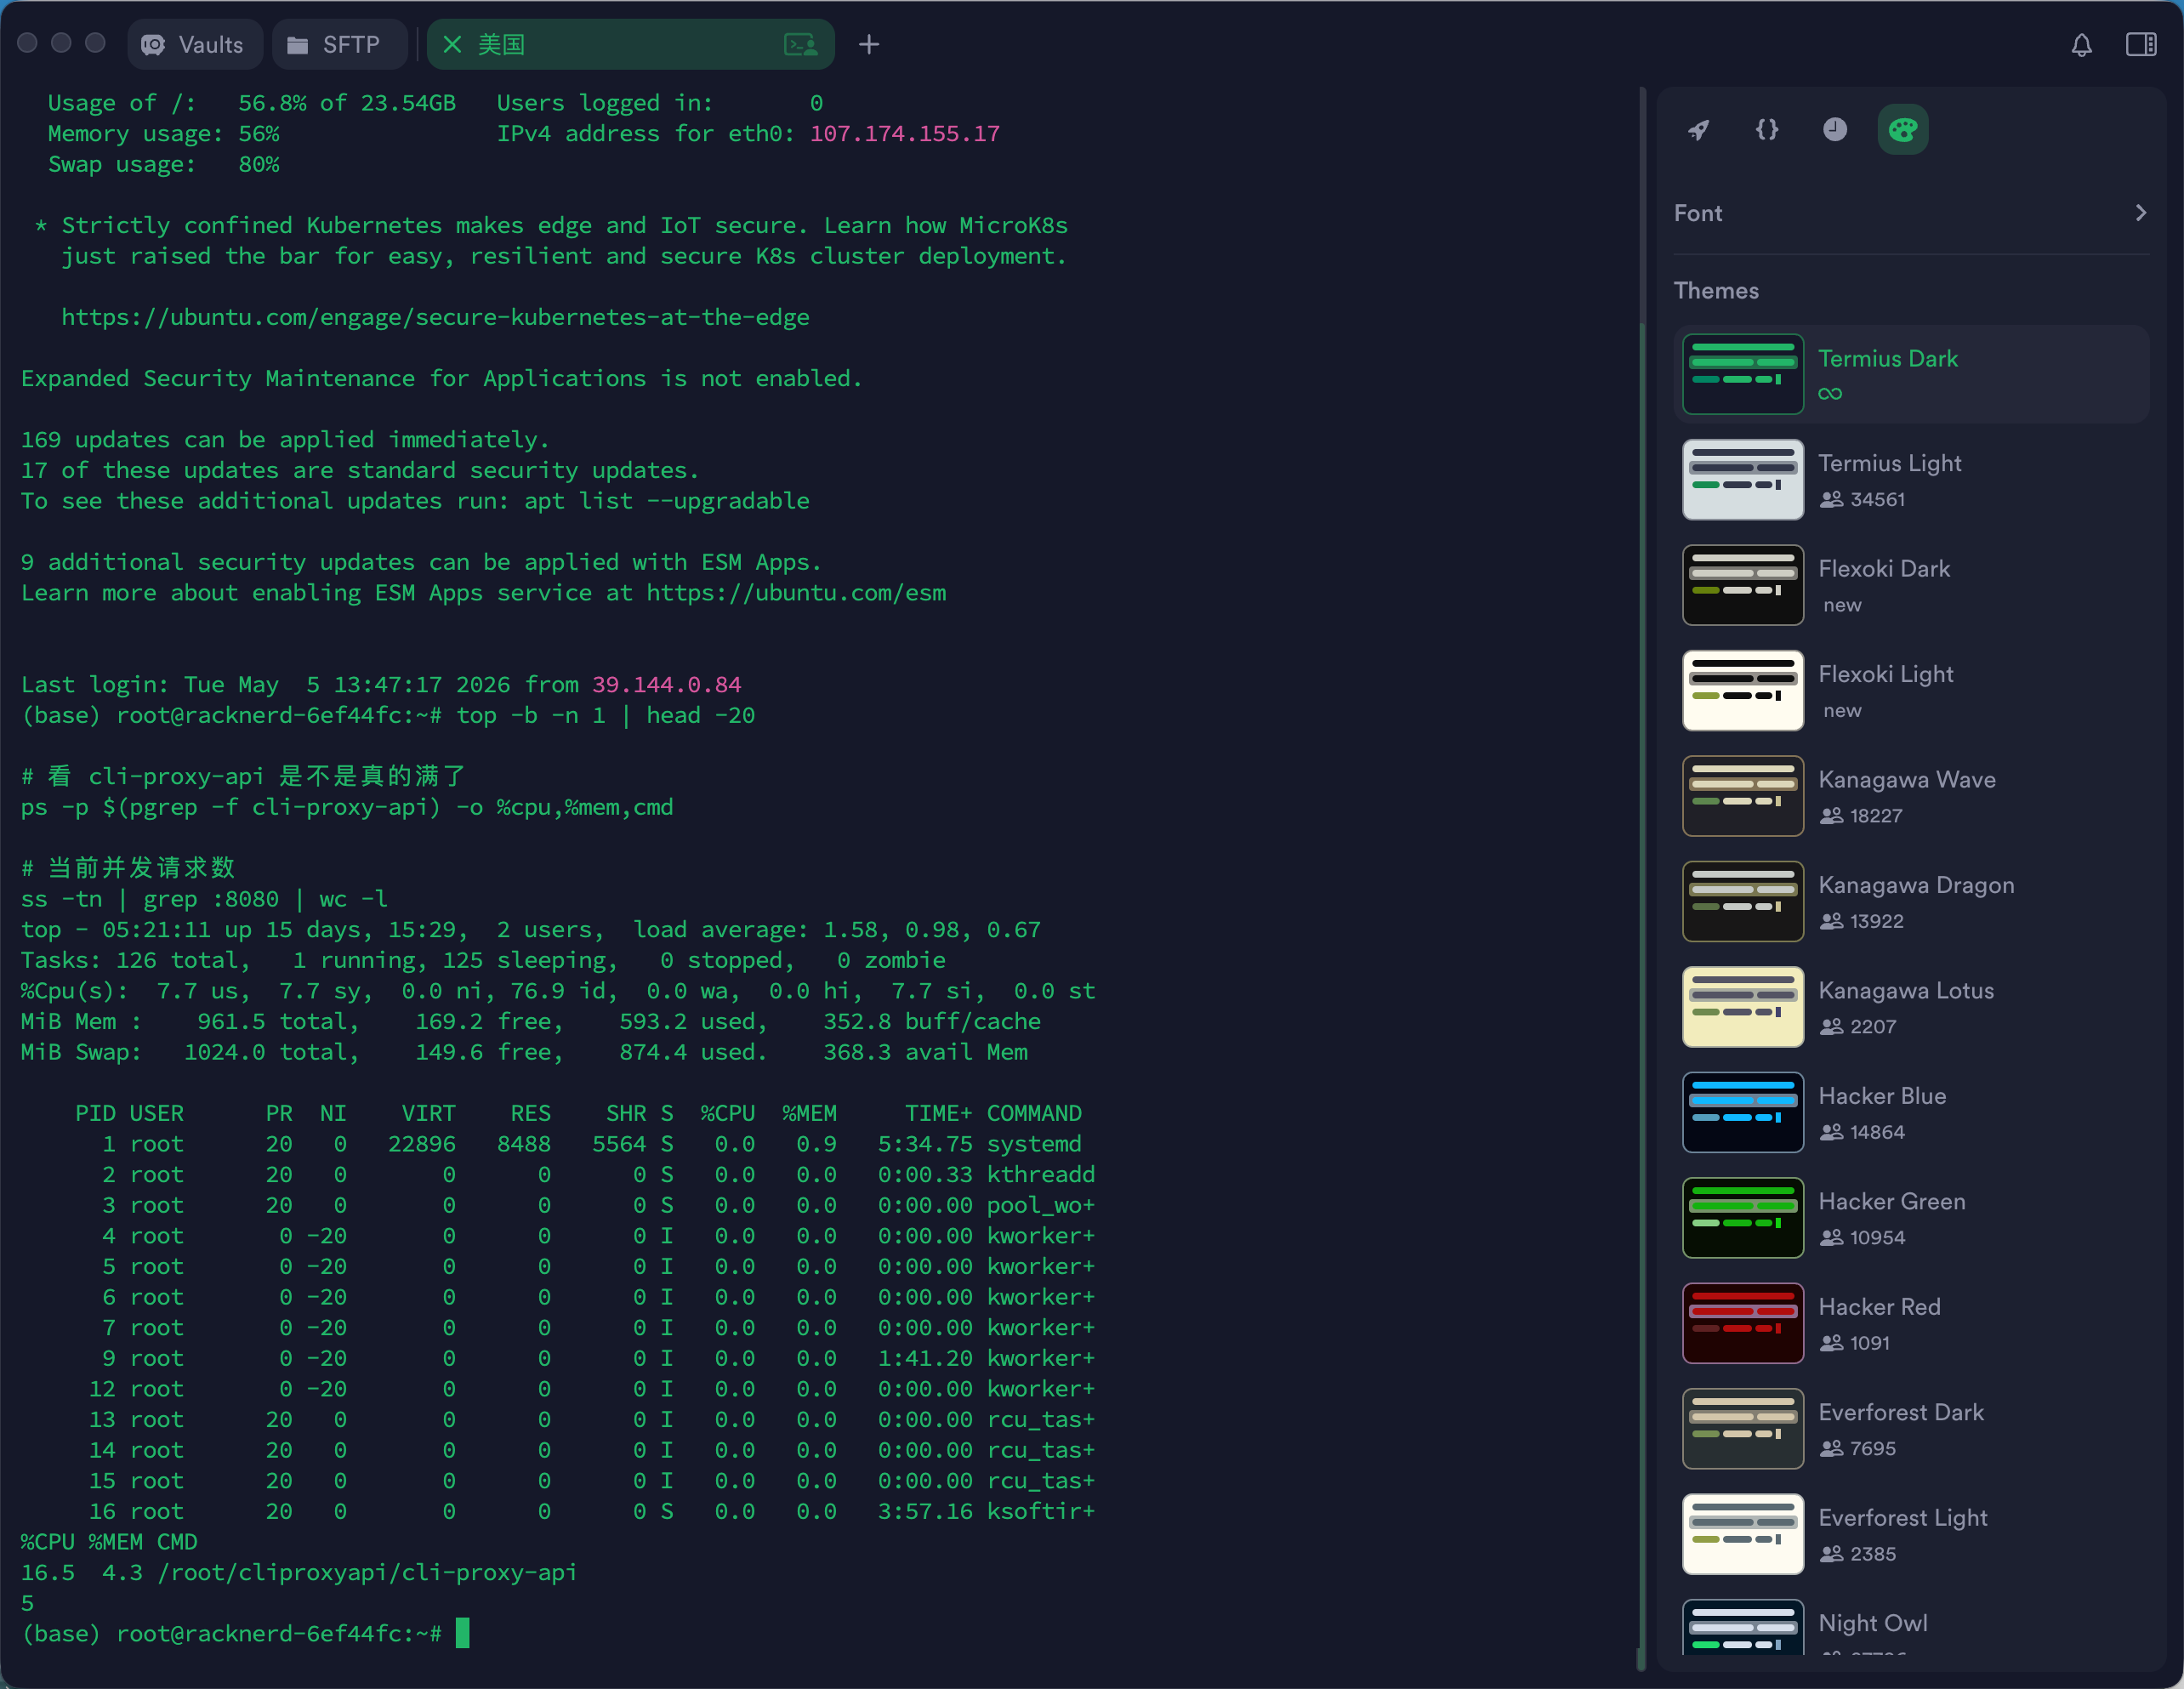 Vaults
SFTP
美国
Usage of /:   56.8% of 23.54GB   Users logged in:       0
Memory usage: 56%                IPv4 address for eth0: 107.174.155.17
Swap usage:   80%
* Strictly confined Kubernetes makes edge and IoT secure. Learn how MicroK8s
just raised the bar for easy, resilient and secure K8s cluster deployment.
https://ubuntu.com/engage/secure-kubernetes-at-the-edge
Expanded Security Maintenance for Applications is not enabled.
169 updates can be applied immediately.
17 of these updates are standard security updates.
To see these additional updates run: apt list --upgradable
9 additional security updates can be applied with ESM Apps.
Learn more about enabling ESM Apps service at https://ubuntu.com/esm
Last login: Tue May  5 13:47:17 2026 from 39.144.0.84
(base) root@racknerd-6ef44fc:~# top -b -n 1 | head -20
# 看 cli-proxy-api 是不是真的满了
ps -p $(pgrep -f cli-proxy-api) -o %cpu,%mem,cmd
# 当前并发请求数
ss -tn | grep :8080 | wc -l
top - 05:21:11 up 15 days, 15:29,  2 users,  load average: 1.58, 0.98, 0.67
Tasks: 126 total,   1 running, 125 sleeping,   0 stopped,   0 zombie
%Cpu(s):  7.7 us,  7.7 sy,  0.0 ni, 76.9 id,  0.0 wa,  0.0 hi,  7.7 si,  0.0 st
MiB Mem :    961.5 total,    169.2 free,    593.2 used,    352.8 buff/cache
MiB Swap:   1024.0 total,    149.6 free,    874.4 used.    368.3 avail Mem
PID USER      PR  NI    VIRT    RES    SHR S  %CPU  %MEM     TIME+ COMMAND
1 root      20   0   22896   8488   5564 S   0.0   0.9   5:34.75 systemd
2 root      20   0       0      0      0 S   0.0   0.0   0:00.33 kthreadd
3 root      20   0       0      0      0 S   0.0   0.0   0:00.00 pool_wo+
4 root       0 -20       0      0      0 I   0.0   0.0   0:00.00 kworker+
5 root       0 -20       0      0      0 I   0.0   0.0   0:00.00 kworker+
6 root       0 -20       0      0      0 I   0.0   0.0   0:00.00 kworker+
7 root       0 -20       0      0      0 I   0.0   0.0   0:00.00 kworker+
9 root       0 -20       0      0      0 I   0.0   0.0   1:41.20 kworker+
12 root       0 -20       0      0      0 I   0.0   0.0   0:00.00 kworker+
13 root      20   0       0      0      0 I   0.0   0.0   0:00.00 rcu_tas+
14 root      20   0       0      0      0 I   0.0   0.0   0:00.00 rcu_tas+
15 root      20   0       0      0      0 I   0.0   0.0   0:00.00 rcu_tas+
16 root      20   0       0      0      0 S   0.0   0.0   3:57.16 ksoftir+
%CPU %MEM CMD
16.5  4.3 /root/cliproxyapi/cli-proxy-api
5
(base) root@racknerd-6ef44fc:~#
Font
Themes
Termius Dark
Termius Light
34561
Flexoki Dark
new
Flexoki Light
new
Kanagawa Wave
18227
Kanagawa Dragon
13922
Kanagawa Lotus
2207
Hacker Blue
14864
Hacker Green
10954
Hacker Red
1091
Everforest Dark
7695
Everforest Light
2385
Night Owl